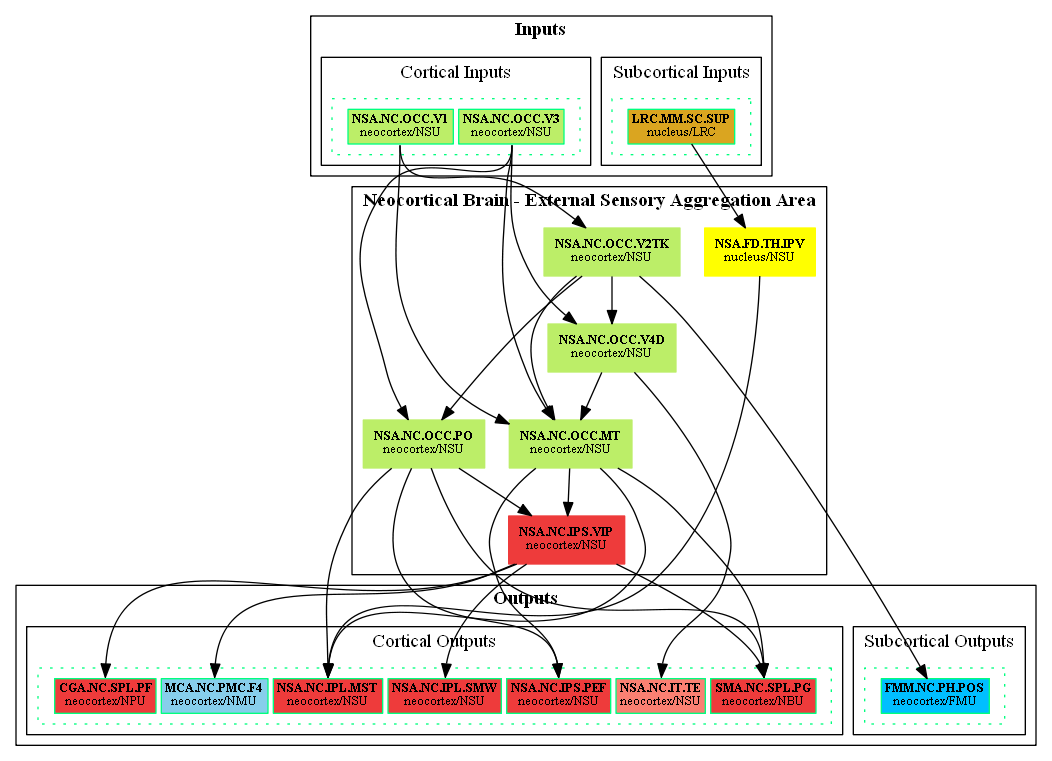 Inputs
Cortical Inputs
Subcortical Inputs
NSA.NC.OCC.V1
neocortex/NSU
NSA.NC.OCC.V3
neocortex/NSU
LRC.MM.SC.SUP
nucleus/LRC
Neocortical Brain - External Sensory Aggregation Area
NSA.NC.OCC.V2TK
neocortex/NSU
NSA.FD.TH.IPV
nucleus/NSU
NSA.NC.OCC.V4D
neocortex/NSU
NSA.NC.OCC.PO
neocortex/NSU
NSA.NC.OCC.MT
neocortex/NSU
NSA.NC.IPS.VIP
neocortex/NSU
Outputs
Cortical Outputs
Subcortical Outputs
CGA.NC.SPL.PF
neocortex/NPU
MCA.NC.PMC.F4
neocortex/NMU
NSA.NC.IPL.MST
neocortex/NSU
NSA.NC.IPL.SMW
neocortex/NSU
NSA.NC.IPS.PEF
neocortex/NSU
NSA.NC.IT.TE
neocortex/NSU
SMA.NC.SPL.PG
neocortex/NBU
FMM.NC.PH.POS
neocortex/FMU